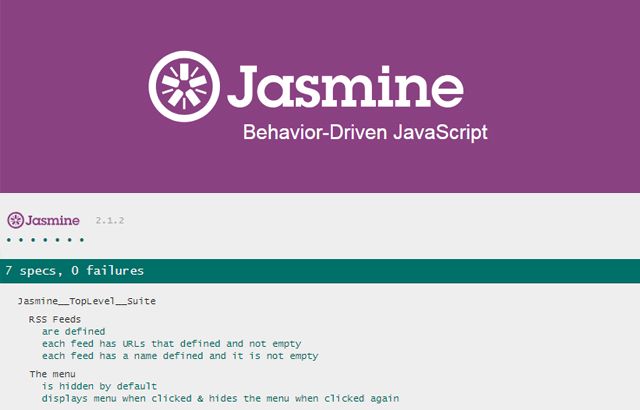 Jasmine
Behavior-Driven JavaScript
Jasmine 2.1.2
7 specs, 0 failures
Jasmine__TopLevel__Suite
RSS Feeds
are defined
each feed has URLs that defined and not empty
each feed has a name defined and it is not empty
The menu
is hidden by default
displays menu when clicked & hides the menu when clicked again